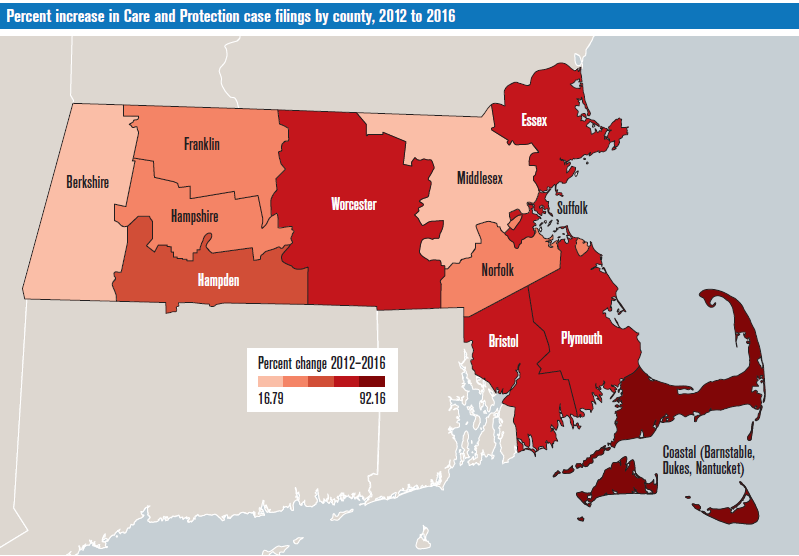 Percent increase in Care and Protection case filings by county, 2012 to 2016
Essex
Franklin
Berkshire
Middlesex
Worcester
Suffolk
Hampshire
Norfolk
Hampden
Bristol
Plymouth
Percent change 2012–2016
16.79 92.16
Coastal (Barnstable,
Dukes, Nantucket)